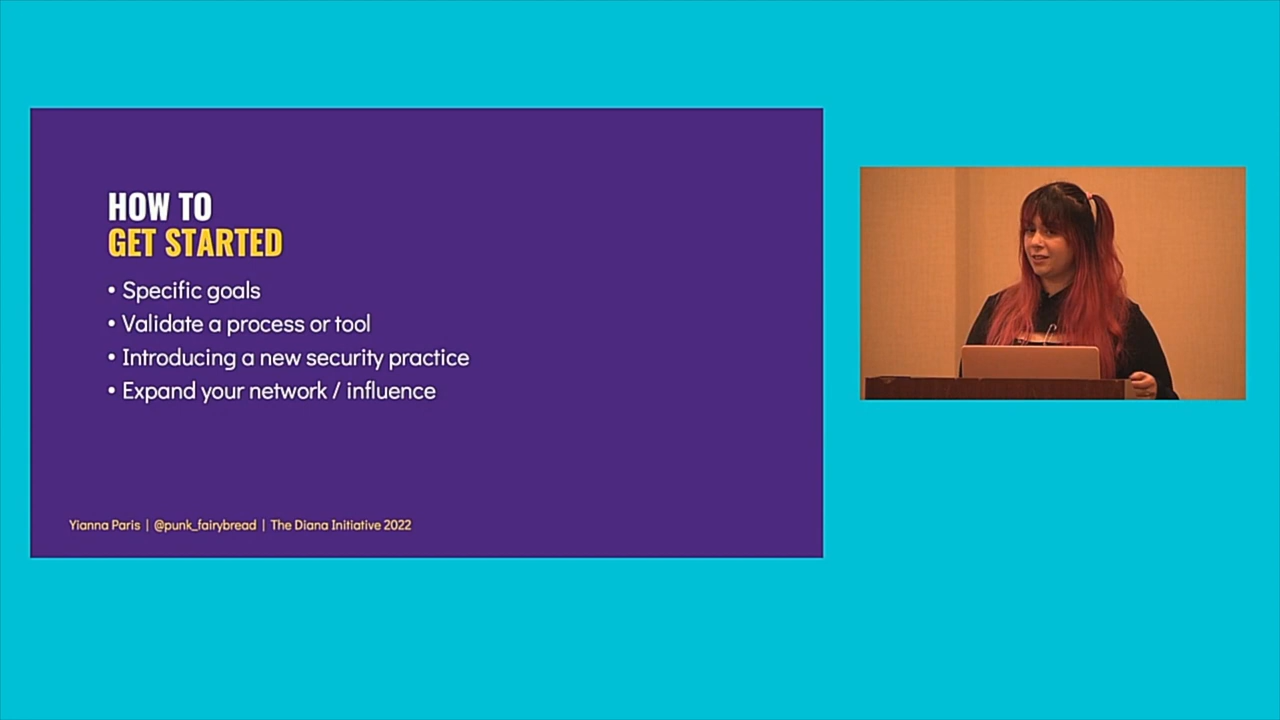 HOW TO
GET STARTED
• Specific goals
• Validate a process or tool
• Introducing a new security practice
• Expand your network / influence
Yianna Paris | @punk_fairybread | The Diana Initiative 2022